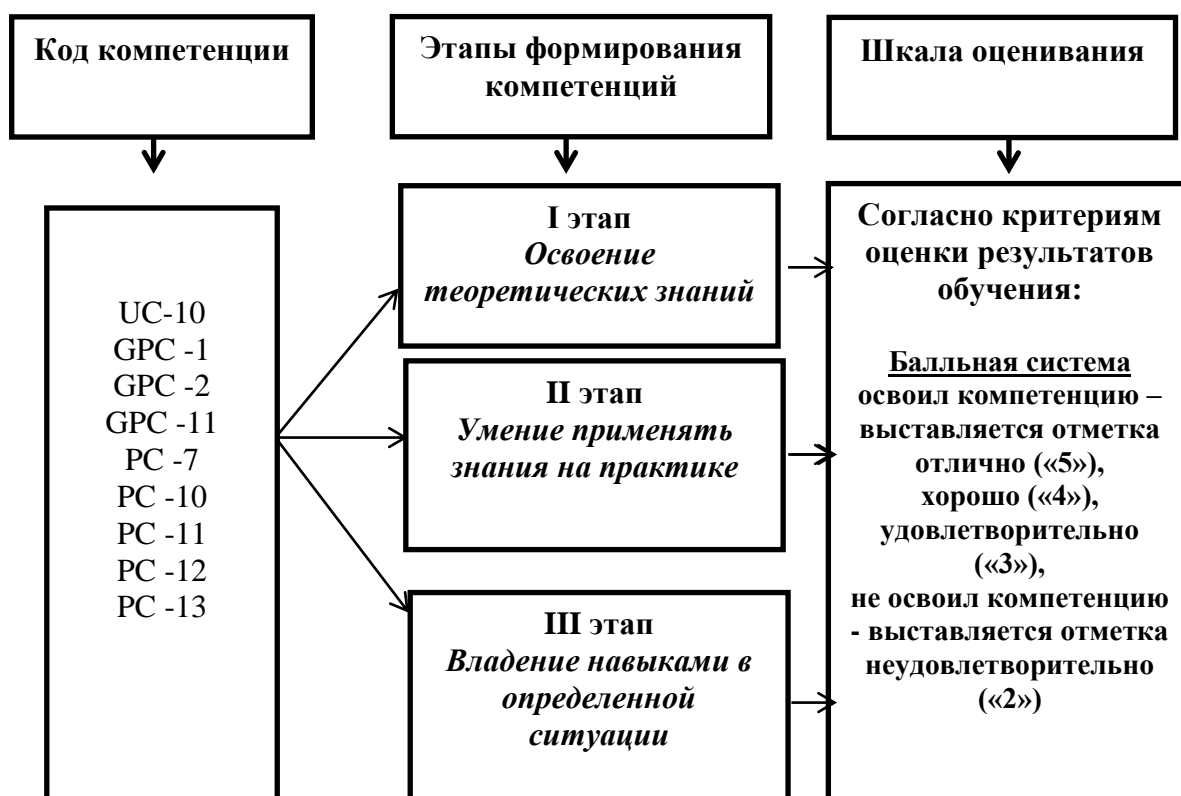 Код компетенции
Этапы формирования
компетенций
Шкала оценивания
UC-10
GPC -1
GPC -2
GPC -11
PC -7
PC -10
PC -11
PC -12
PC -13
I этап
Освоение
теоретических знаний
II этап
Умение применять
знания на практике
III этап
Владение навыками в
определенной
ситуации
Согласно критериям
оценки результатов
обучения:
Балльная система
освоил компетенцию –
выставляется отметка
отлично («5»),
хорошо («4»),
удовлетворительно
(«3»),
не освоил компетенцию
- выставляется отметка
неудовлетворительно
(«2»)